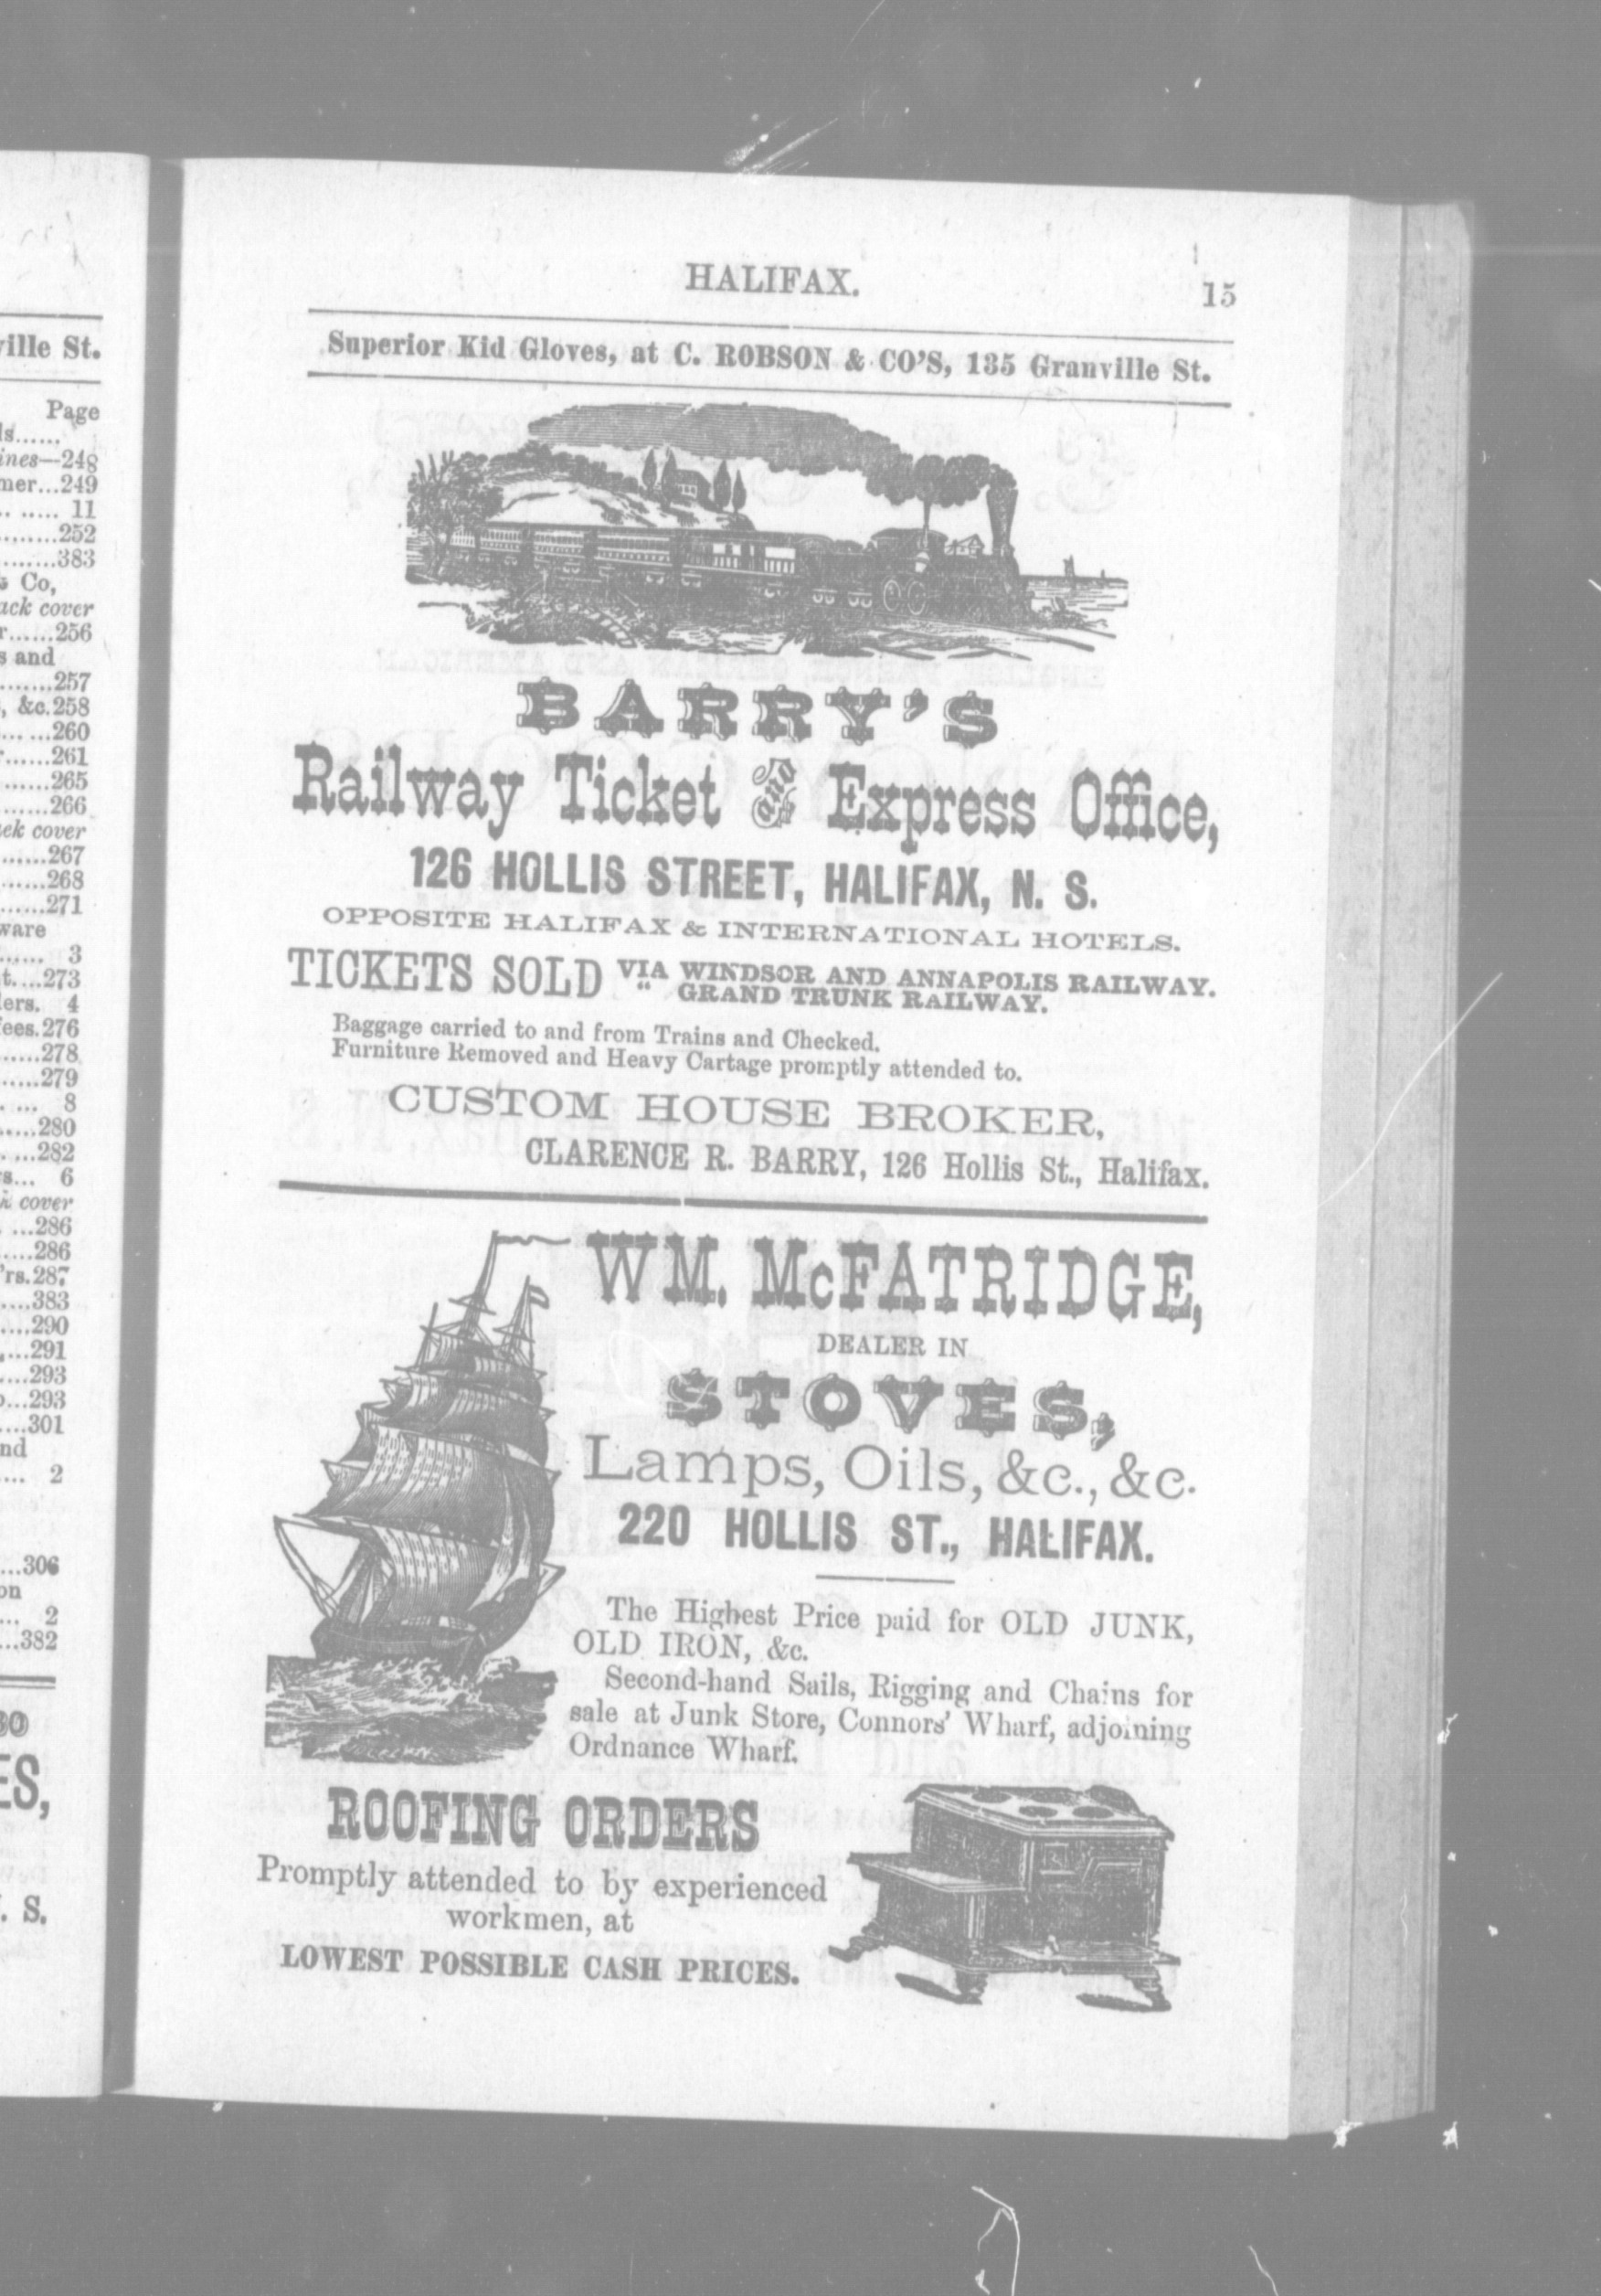 ville St.
Page
ls......
ines—248
mer...249
.. ..... 11
.........252
........383
& Co,
ack cover
r......256
s and
........257
, &c.258
... ...260
r......261
.......265
.......266
ck cover
.......267
.......268
.......271
ware
...... 3
t....273
lers. 4
fees.276
......278
......279
. ... 8
.....280
. ...282
rs... 6
k cover
. ...286
.....286
'rs.287
.....383
....290
,...291
....293
o...293
....301
nd
... 2
...306
on
... 2
...382
30
ES,
. S.
HALIFAX.
15
Superior Kid Gloves, at C. ROBSON & CO'S, 135 Granville St.
BARRY'S
Railway Ticket and Express Office,
126 HOLLIS STREET, HALIFAX, N. S.
OPPOSITE HALIFAX & INTERNATIONAL HOTELS.
TICKETS SOLD VIA WINDSOR AND ANNAPOLIS RAILWAY.
" GRAND TRUNK RAILWAY.
Baggage carried to and from Trains and Checked.
Furniture Removed and Heavy Cartage promptly attended to.
CUSTOM HOUSE BROKER,
CLARENCE R. BARRY, 126 Hollis St., Halifax.
WM. McFATRIDGE,
DEALER IN
STOVES,
Lamps, Oils, &c., &c.
220 HOLLIS ST., HALIFAX.
The Highest Price paid for OLD JUNK,
OLD IRON, &c.
Second-hand Sails, Rigging and Chains for
sale at Junk Store, Connors' Wharf, adjoining
Ordnance Wharf.
ROOFING ORDERS
Promptly attended to by experienced
workmen, at
LOWEST POSSIBLE CASH PRICES.